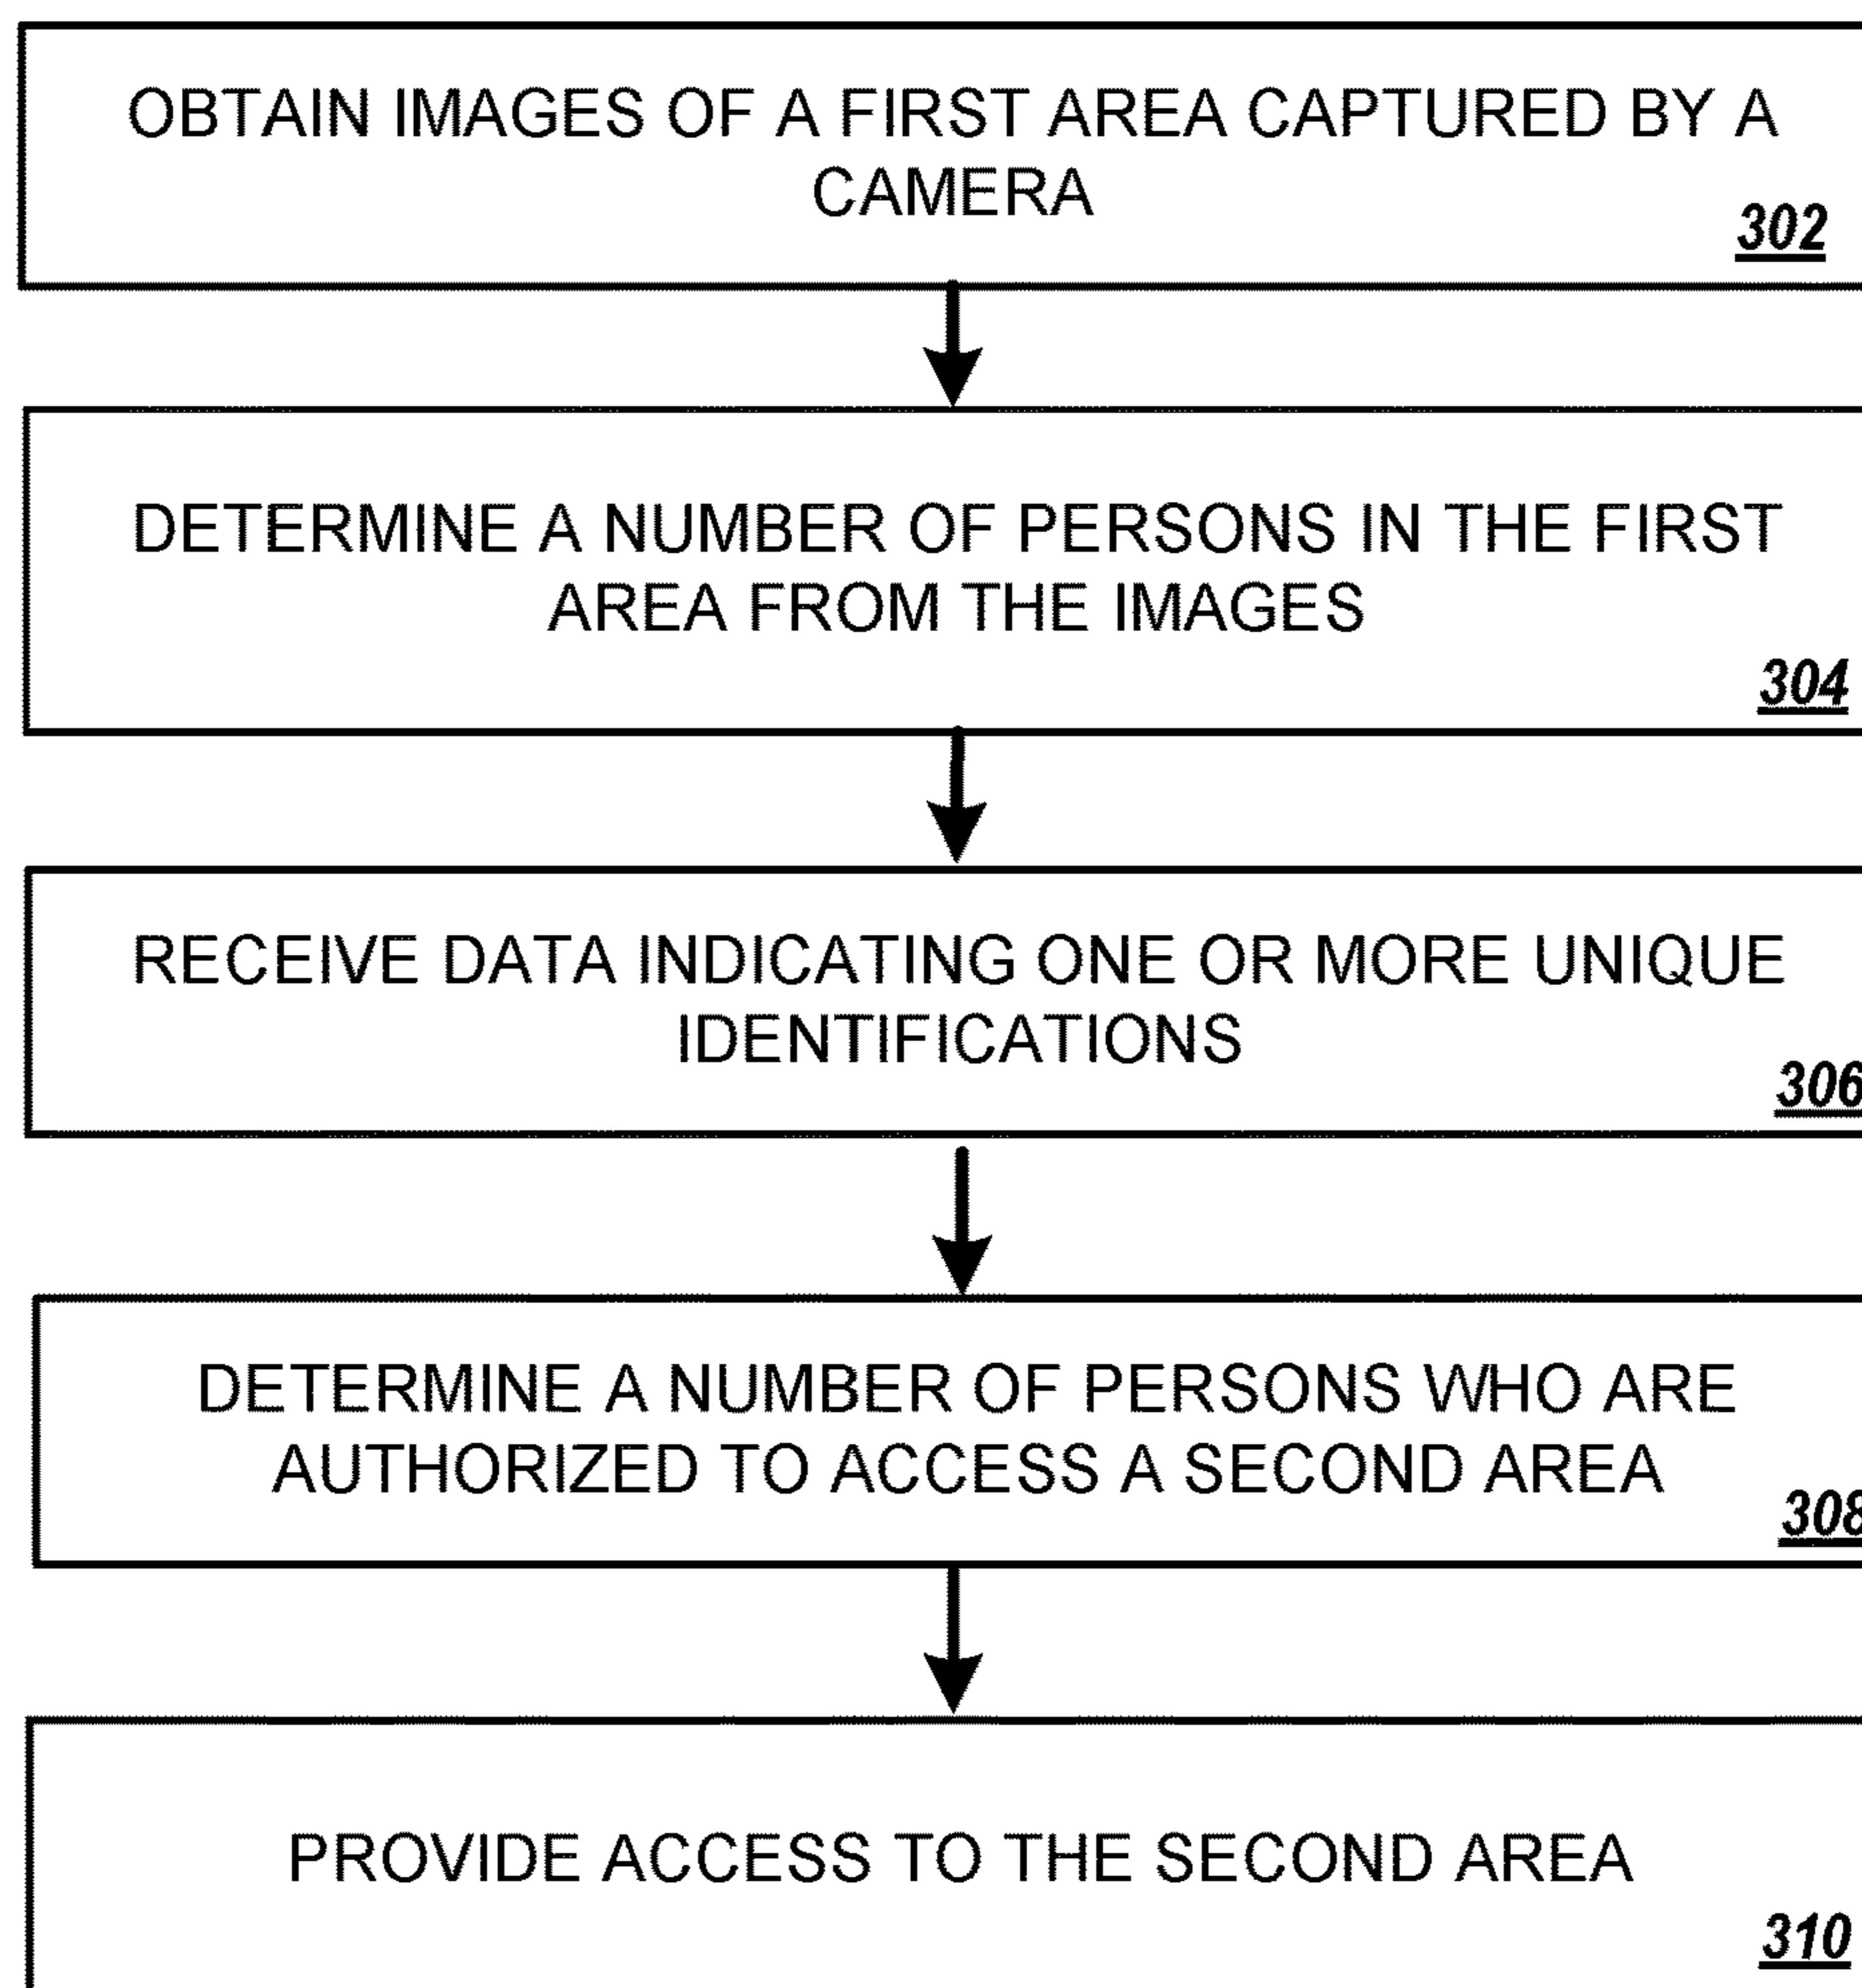 OBTAIN IMAGES OF A FIRST AREA CAPTURED BY A
CAMERA
302
DETERMINE A NUMBER OF PERSONS IN THE FIRST
AREA FROM THE IMAGES
304
RECEIVE DATA INDICATING ONE OR MORE UNIQUE
IDENTIFICATIONS
306
DETERMINE A NUMBER OF PERSONS WHO ARE
AUTHORIZED TO ACCESS A SECOND AREA
308
PROVIDE ACCESS TO THE SECOND AREA
310